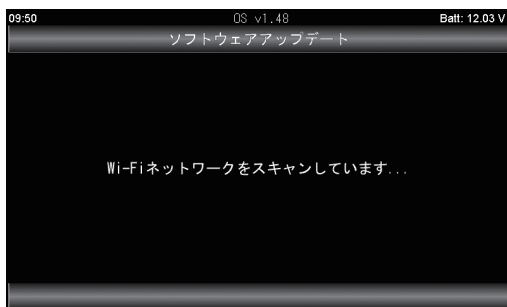 09:50 OS v1.48 Batt: 12.03 V
ソフトウェアアップデート
Wi-Fiネットワークをスキャンしています...